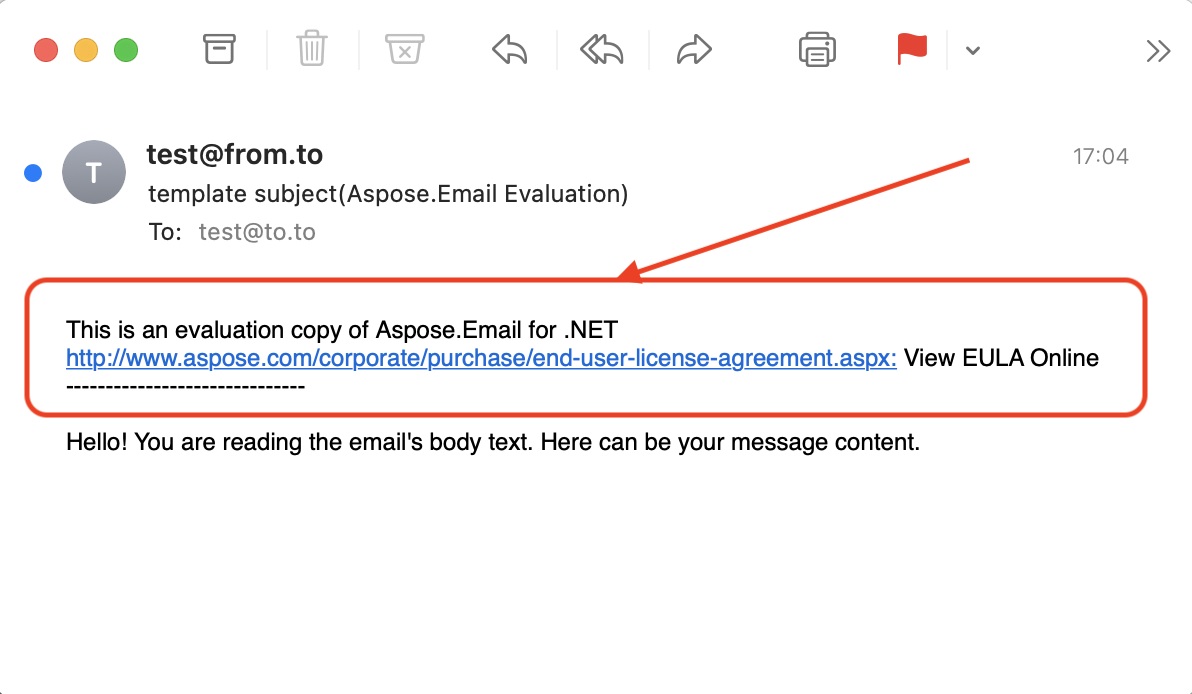 T
test@from.to
17:04
template subject(Aspose.Email Evaluation)
To: test@to.to
This is an evaluation copy of Aspose.Email for .NET
http://www.aspose.com/corporate/purchase/end-user-license-agreement.aspx: View EULA Online
------------------------------
Hello! You are reading the email's body text. Here can be your message content.